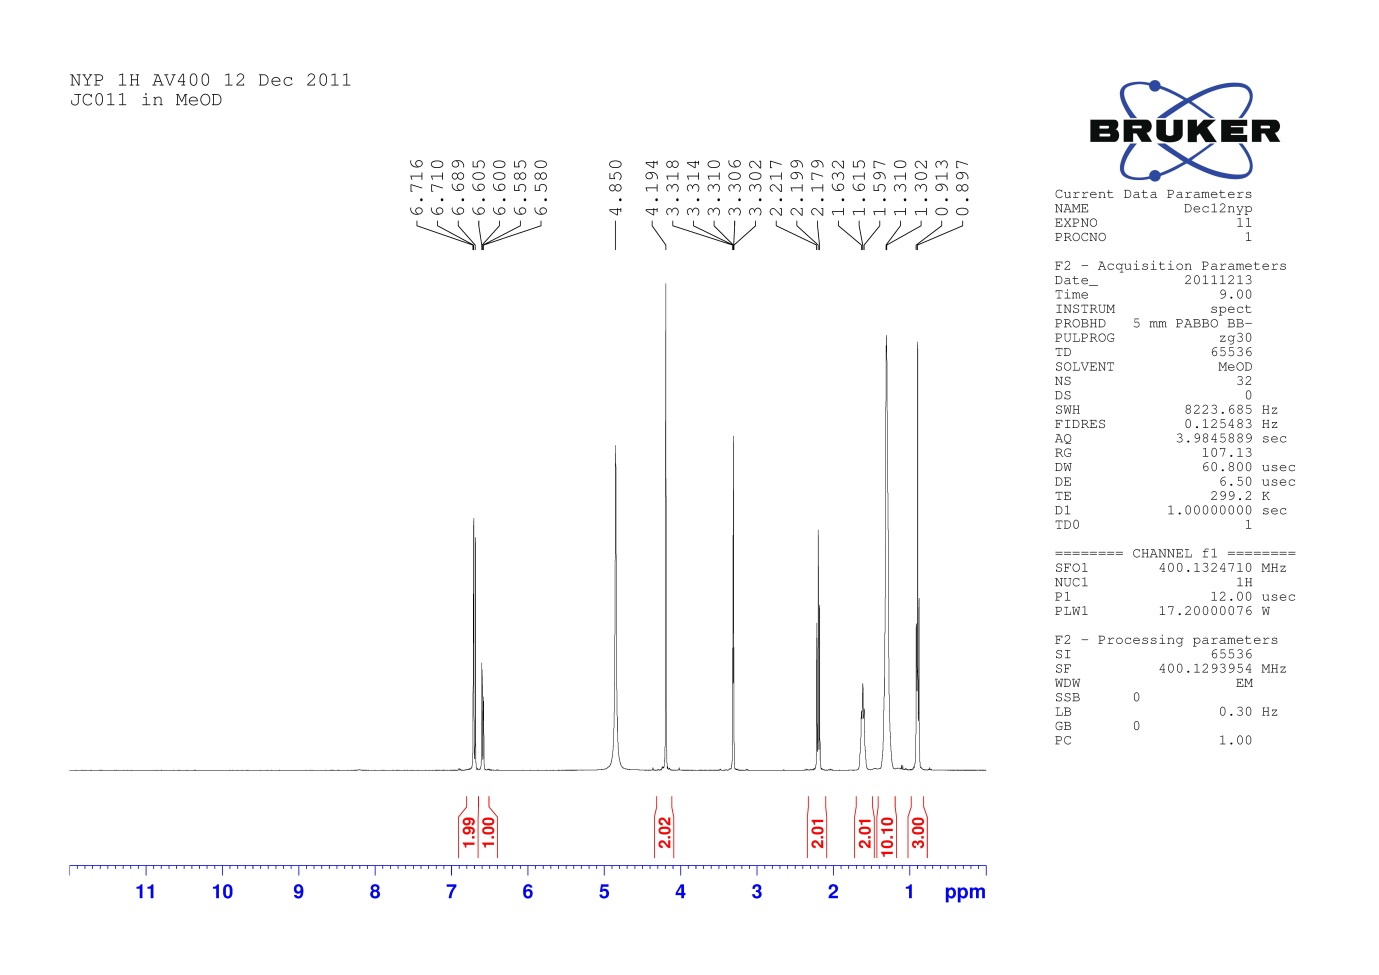 NYP 1H AV400 12 Dec 2011
JC011 in MeOD
6.716
6.710
6.689
6.605
6.600
6.585
6.580
4.850
4.194
3.318
3.314
3.310
3.306
3.302
2.217
2.199
2.179
1.632
1.615
1.597
1.310
1.302
0.913
0.897
BRUKER
Current Data Parameters
NAME Dec12nyp
EXPNO 11
PROCNO 1
F2 - Acquisition Parameters
Date_ 20111213
Time 9.00
INSTRUM spect
PROBHD 5 mm PABBO BB-
PULPROG zg30
TD 65536
SOLVENT MeOD
NS 32
DS 0
SWH 8223.685 Hz
FIDRES 0.125483 Hz
AQ 3.9845889 sec
RG 107.13
DW 60.800 usec
DE 6.50 usec
TE 299.2 K
D1 1.00000000 sec
TD0 1
======== CHANNEL f1 ========
SFO1 400.1324710 MHz
NUC1 1H
P1 12.00 usec
PLW1 17.20000076 W
F2 - Processing parameters
SI 65536
SF 400.1293954 MHz
WDW EM
SSB 0
LB 0.30 Hz
GB 0
PC 1.00
1.99
1.00
2.02
2.01
2.01
10.10
3.00
11 10 9 8 7 6 5 4 3 2 1 ppm